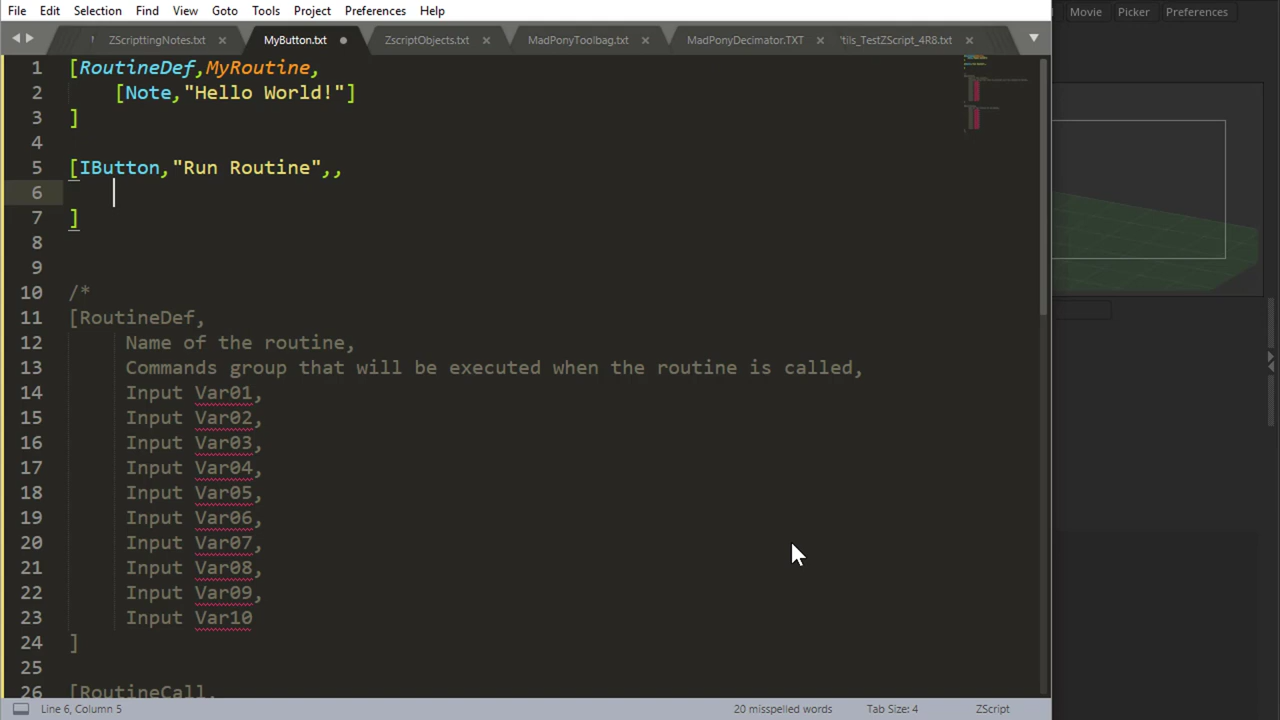 File Edit Selection Find View Goto Tools Project Preferences Help
Movie Picker Preferences
ZScripttingNotes.txt MyButton.txt ZscriptObjects.txt MadPonyToolbag.txt MadPonyDecimator.TXT tils_TestZScript_4R8.txt
1 [RoutineDef,MyRoutine,
2 [Note,"Hello World!"]
3 ]
4
5 [IButton,"Run Routine",,
6
7 ]
8
9
10 /*
11 [RoutineDef,
12 Name of the routine,
13 Commands group that will be executed when the routine is called,
14 Input Var01,
15 Input Var02,
16 Input Var03,
17 Input Var04,
18 Input Var05,
19 Input Var06,
20 Input Var07,
21 Input Var08,
22 Input Var09,
23 Input Var10
24 ]
25
26 [RoutineCall,
Line 6, Column 5 20 misspelled words Tab Size: 4 ZScript